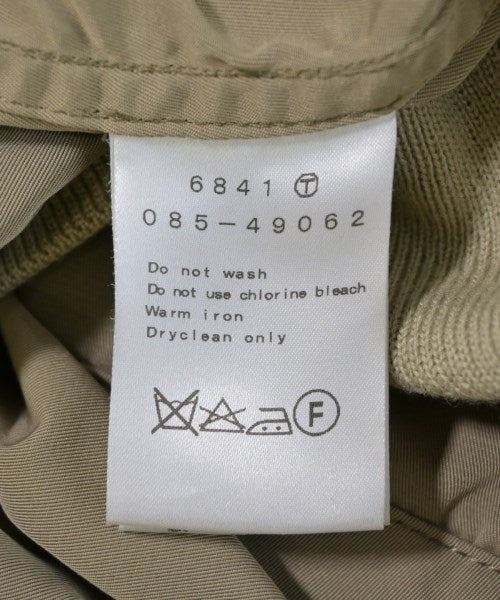 6841 Ⓣ
085-49062
Do not wash
Do not use chlorine bleach
Warm iron
Dryclean only
F